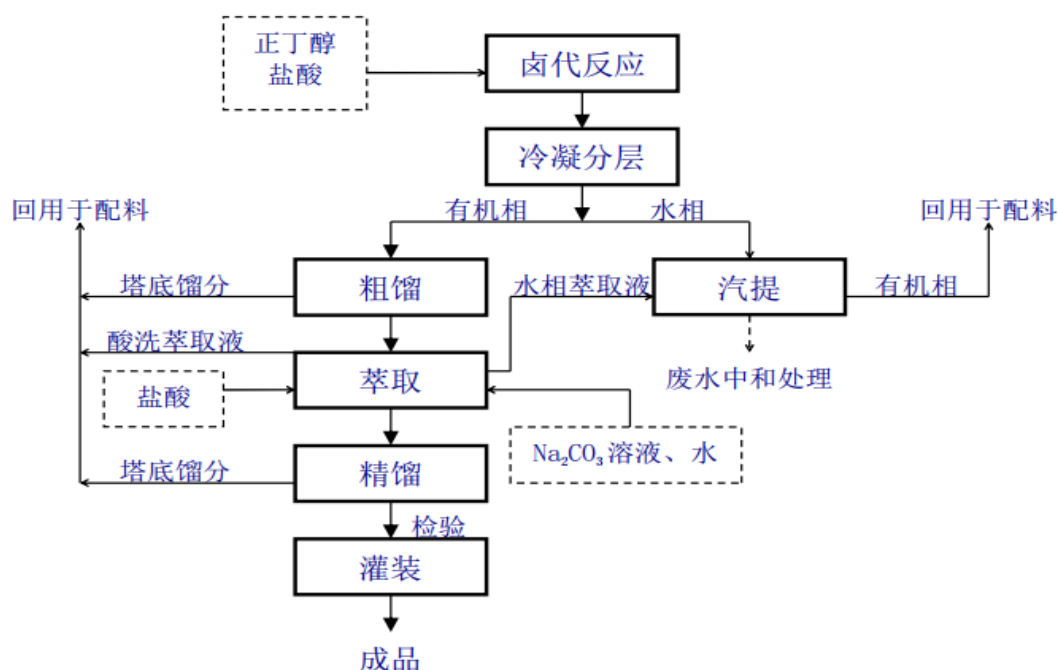 正丁醇
盐酸
卤代反应
冷凝分层
回用于配料
有机相
水相
回用于配料
塔底馏分
粗馏
水相萃取液
汽提
有机相
酸洗萃取液
萃取
废水中和处理
盐酸
Na₂CO₃溶液、水
塔底馏分
精馏
检验
灌装
成品